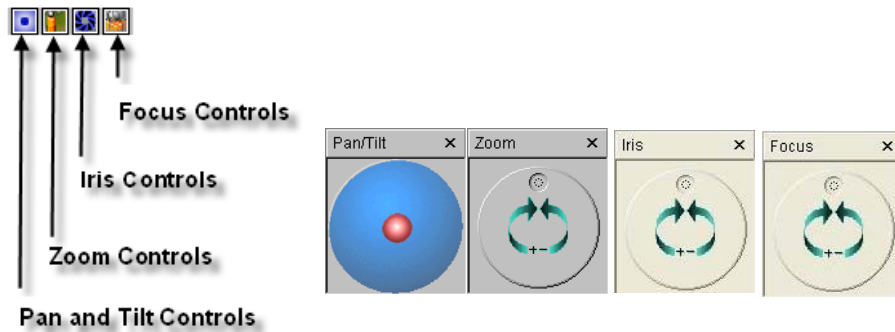 Focus Controls
Iris Controls
Zoom Controls
Pan and Tilt Controls
Pan/Tilt X
+-
Zoom X
+-
Iris X
+-
Focus X
+-